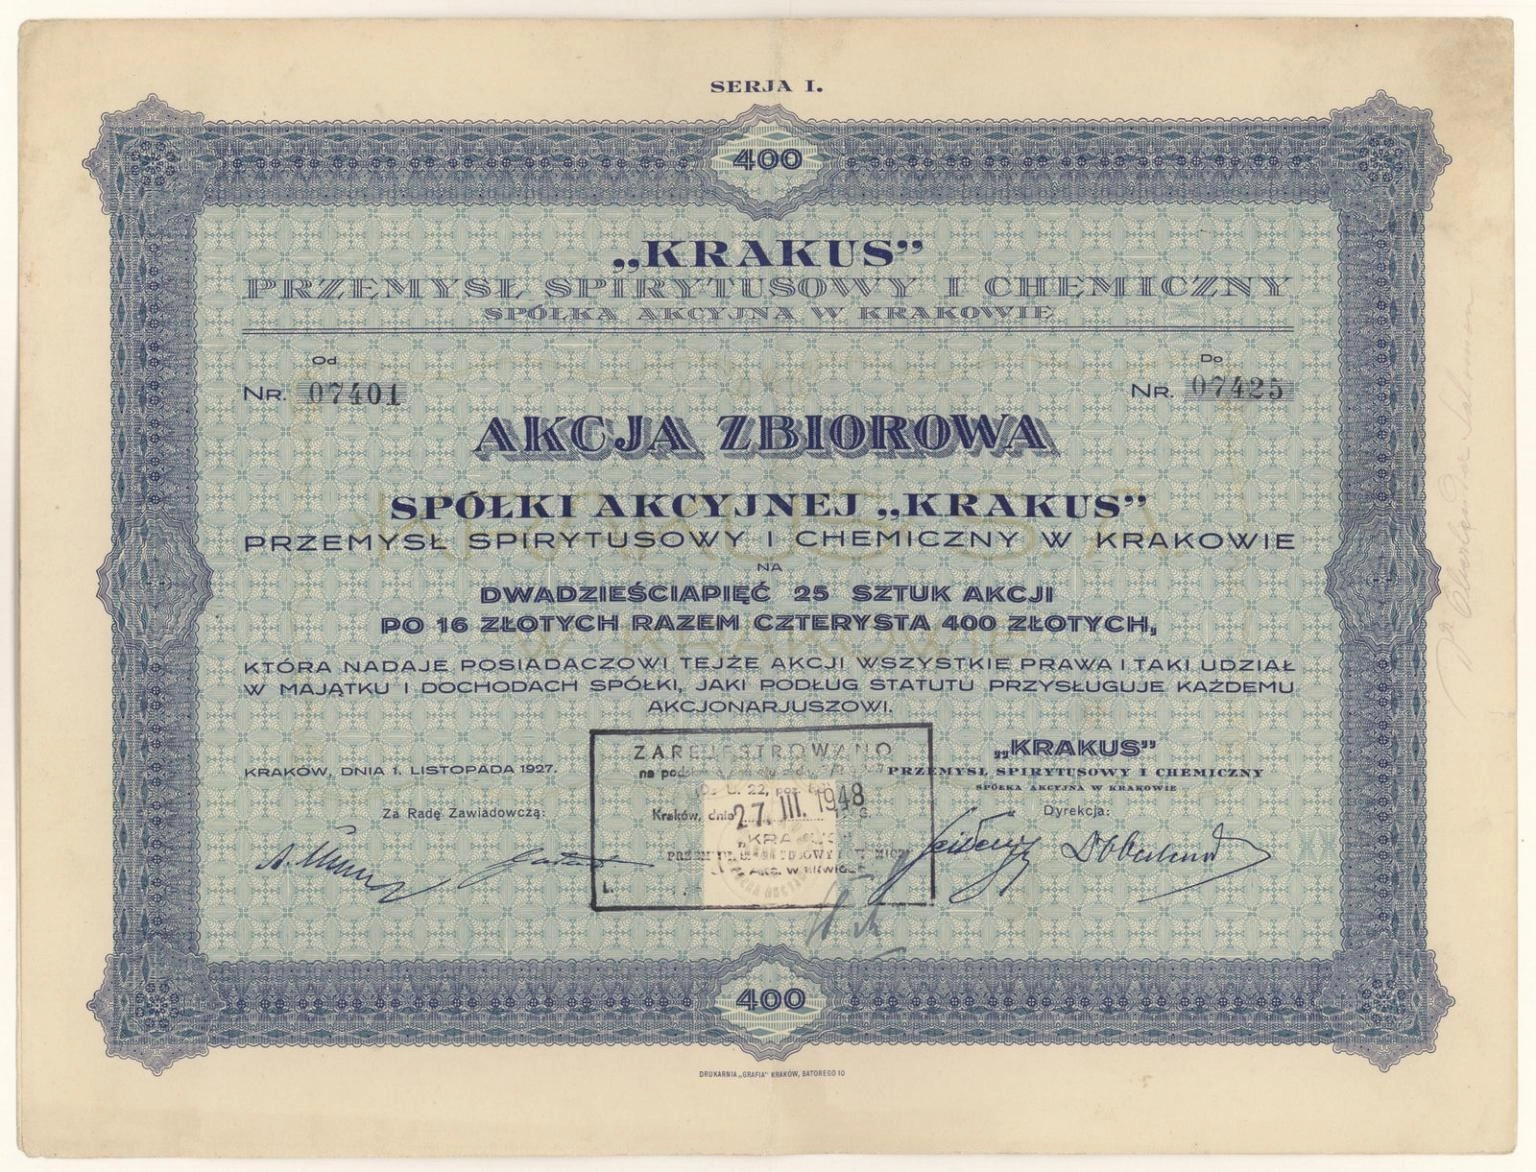 SERJA I.
400
„KRAKUS”
PRZEMYSŁ SPIRYTUSOWY I CHEMICZNY
SPÓŁKA AKCYJNA W KRAKOWIE
Od Do
NR. 07401 NR. 07425
AKCJA ZBIOROWA
SPÓŁKI AKCYJNEJ „KRAKUS”
PRZEMYSŁ SPIRYTUSOWY I CHEMICZNY W KRAKOWIE
NA
DWADZIEŚCIAPIĘĆ 25 SZTUK AKCJI
PO 16 ZŁOTYCH RAZEM CZTERYSTA 400 ZŁOTYCH,
KTÓRA NADAJE POSIADACZOWI TEJŻE AKCJI WSZYSTKIE PRAWA I TAKI UDZIAŁ
W MAJĄTKU I DOCHODACH SPÓŁKI, JAKI PODŁUG STATUTU PRZYSŁUGUJE KAŻDEMU
AKCJONARJUSZOWI.
KRAKÓW, DNIA 1. LISTOPADA 1927.
Za Radę Zawiadowczą:
ZAREJESTROWANO
na
22, poz.
Kraków, dnia 27. III. 1948
L.
„KRAKUS”
PRZEMYSŁ SPIRYTUSOWY I CHEMICZNY
SPÓŁKA AKCYJNA W KRAKOWIE
Dyrekcja:
400
DRUKARNIA „GRAFIA” KRAKÓW, BATOREGO 10